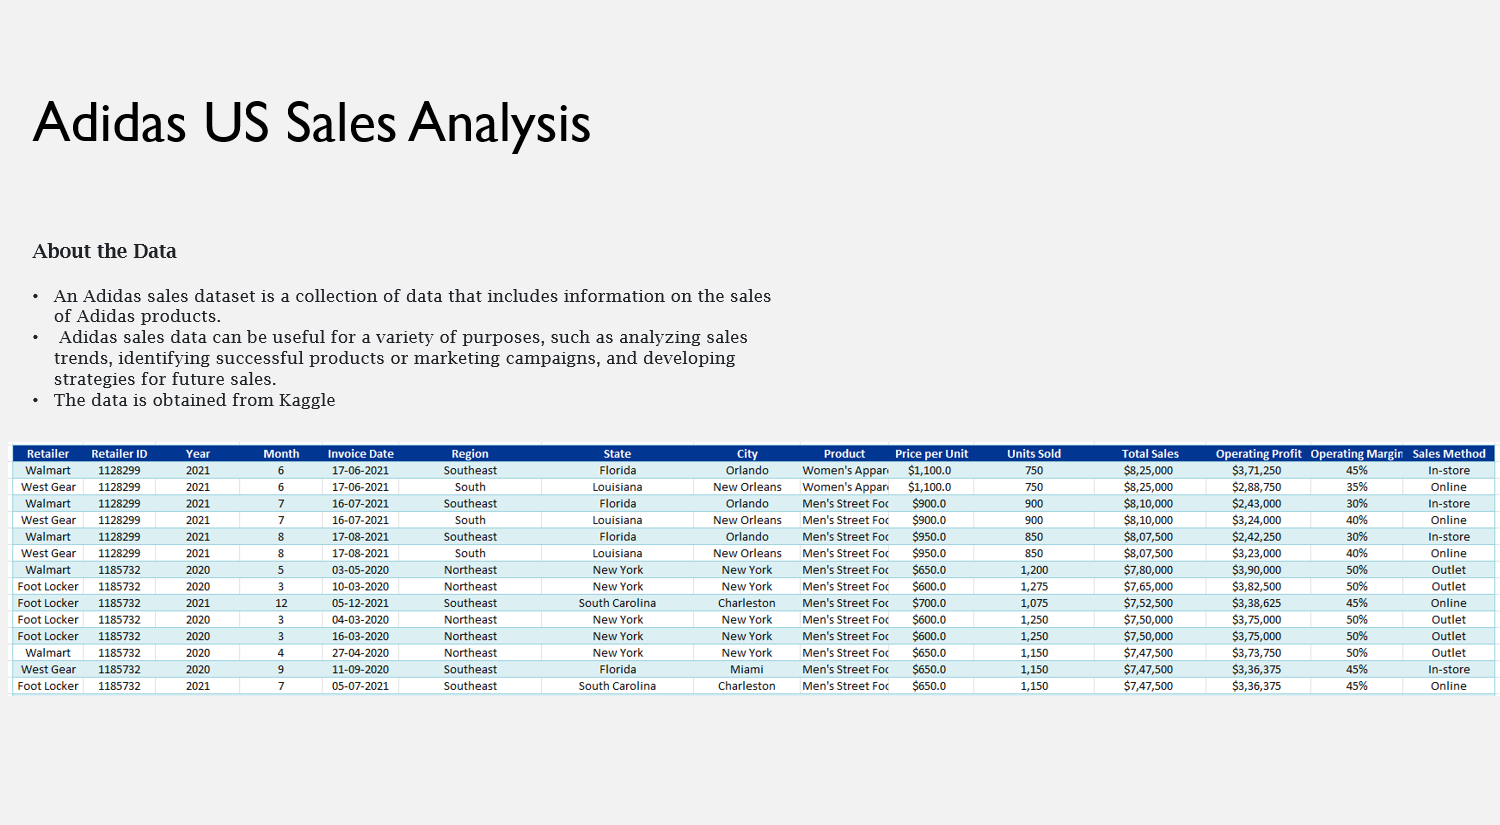 Adidas US Sales Analysis
About the Data
• An Adidas sales dataset is a collection of data that includes information on the sales
of Adidas products.
• Adidas sales data can be useful for a variety of purposes, such as analyzing sales
trends, identifying successful products or marketing campaigns, and developing
strategies for future sales.
• The data is obtained from Kaggle
Retailer Retailer ID Year Month Invoice Date Region State City Product Price per Unit Units Sold Total Sales Operating Profit Operating Margin Sales Method
Walmart 1128299 2021 6 17-06-2021 Southeast Florida Orlando Women's Appare $1,100.0 750 $8,25,000 $3,71,250 45% In-store
West Gear 1128299 2021 6 17-06-2021 South Louisiana New Orleans Women's Appare $1,100.0 750 $8,25,000 $2,88,750 35% Online
Walmart 1128299 2021 7 16-07-2021 Southeast Florida Orlando Men's Street Foo $900.0 900 $8,10,000 $2,43,000 30% In-store
West Gear 1128299 2021 7 16-07-2021 South Louisiana New Orleans Men's Street Foo $900.0 900 $8,10,000 $3,24,000 40% Online
Walmart 1128299 2021 8 17-08-2021 Southeast Florida Orlando Men's Street Foo $950.0 850 $8,07,500 $2,42,250 30% In-store
West Gear 1128299 2021 8 17-08-2021 South Louisiana New Orleans Men's Street Foo $950.0 850 $8,07,500 $3,23,000 40% Online
Walmart 1185732 2020 5 03-05-2020 Northeast New York New York Men's Street Foo $650.0 1,200 $7,80,000 $3,90,000 50% Outlet
Foot Locker 1185732 2020 3 10-03-2020 Northeast New York New York Men's Street Foo $600.0 1,275 $7,65,000 $3,82,500 50% Outlet
Foot Locker 1185732 2021 12 05-12-2021 Southeast South Carolina Charleston Men's Street Foo $700.0 1,075 $7,52,500 $3,38,625 45% Online
Foot Locker 1185732 2020 3 04-03-2020 Northeast New York New York Men's Street Foo $600.0 1,250 $7,50,000 $3,75,000 50% Outlet
Foot Locker 1185732 2020 3 16-03-2020 Northeast New York New York Men's Street Foo $600.0 1,250 $7,50,000 $3,75,000 50% Outlet
Walmart 1185732 2020 4 27-04-2020 Northeast New York New York Men's Street Foo $650.0 1,150 $7,47,500 $3,73,750 50% Outlet
West Gear 1185732 2020 9 11-09-2020 Southeast Florida Miami Men's Street Foo $650.0 1,150 $7,47,500 $3,36,375 45% In-store
Foot Locker 1185732 2021 7 05-07-2021 Southeast South Carolina Charleston Men's Street Foo $650.0 1,150 $7,47,500 $3,36,375 45% Online